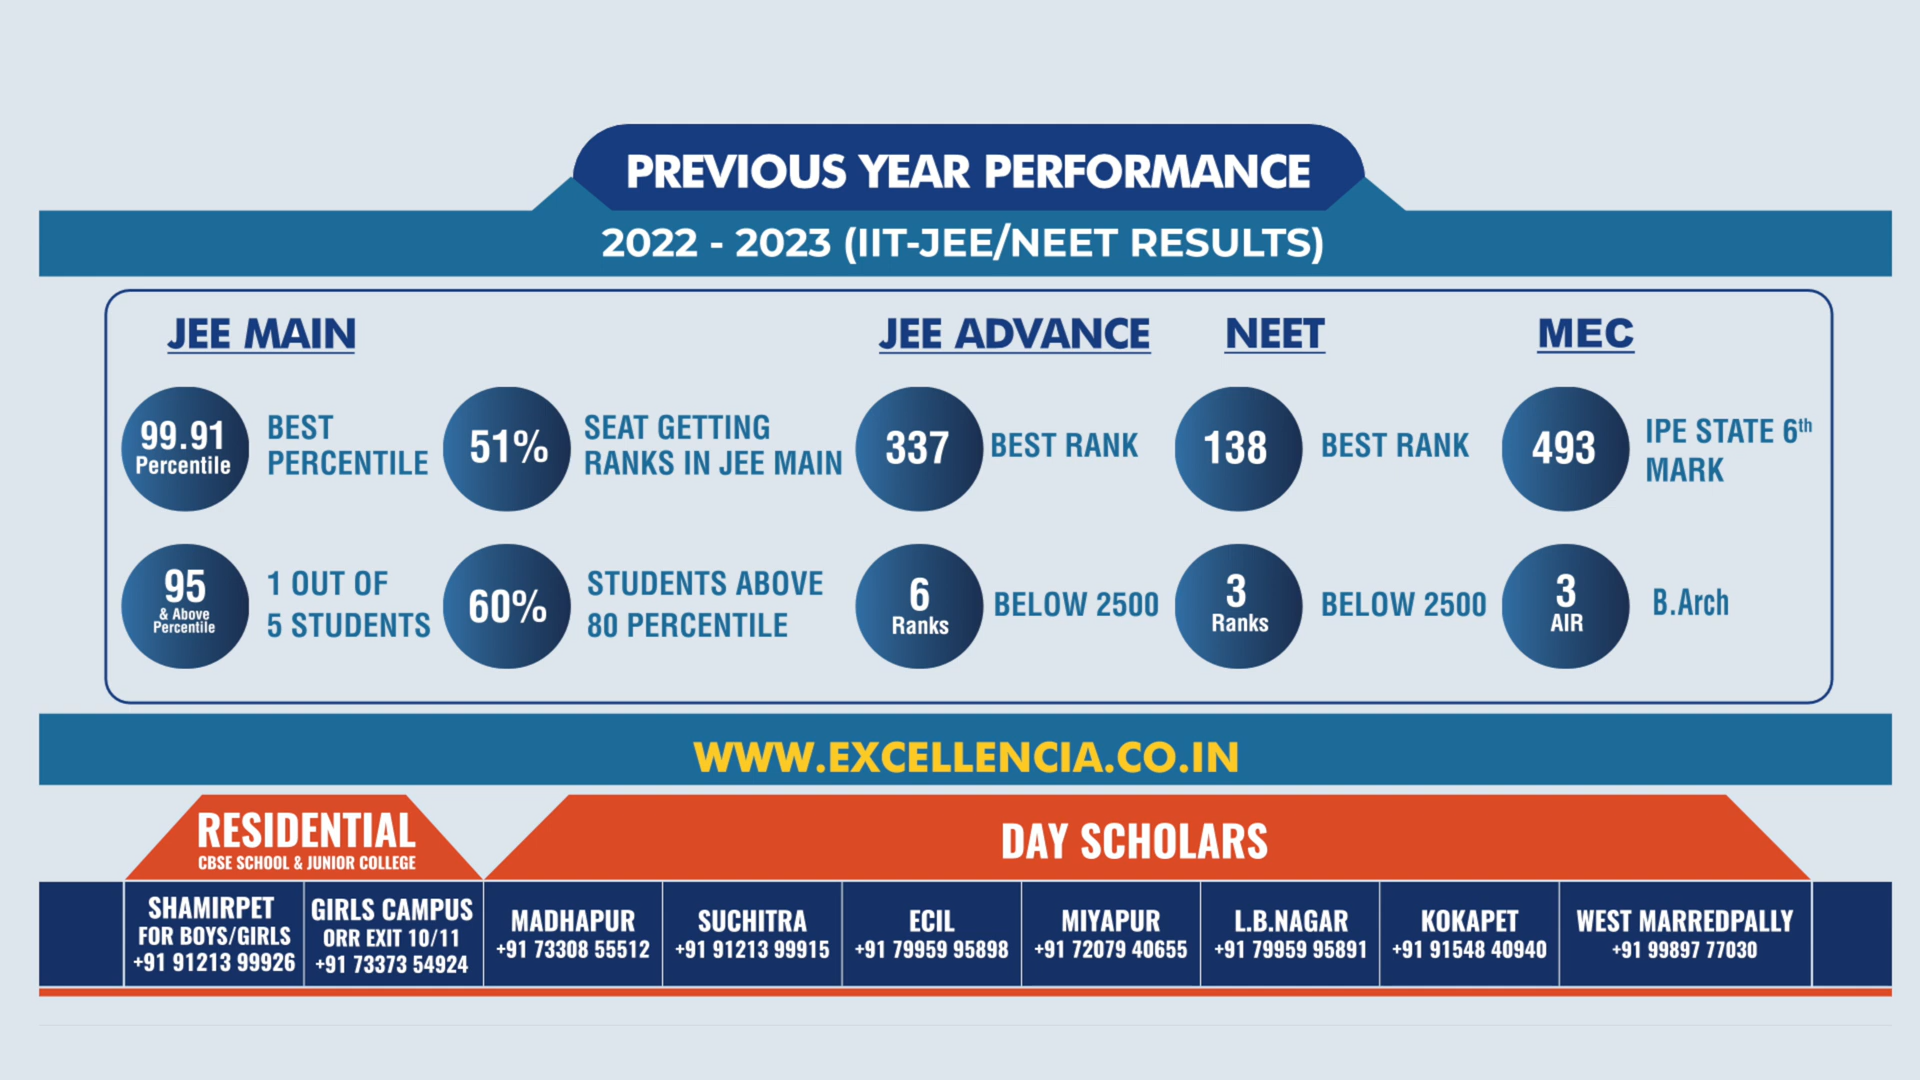 PREVIOUS YEAR PERFORMANCE
2022 - 2023 (IIT-JEE/NEET RESULTS)
JEE MAIN
99.91
Percentile
BEST
PERCENTILE
51%
SEAT GETTING
RANKS IN JEE MAIN
95
& Above
Percentile
1 OUT OF
5 STUDENTS
60%
STUDENTS ABOVE
80 PERCENTILE
JEE ADVANCE
337
BEST RANK
6
Ranks
BELOW 2500
NEET
138
BEST RANK
3
Ranks
BELOW 2500
MEC
493
IPE STATE 6th
MARK
3
AIR
B.Arch
WWW.EXCELLENCIA.CO.IN
RESIDENTIAL
CBSE SCHOOL & JUNIOR COLLEGE
SHAMIRPET
FOR BOYS/GIRLS
+91 91213 99926
GIRLS CAMPUS
ORR EXIT 10/11
+91 73373 54924
DAY SCHOLARS
MADHAPUR
+91 73308 55512
SUCHITRA
+91 91213 99915
ECIL
+91 79959 95898
MIYAPUR
+91 72079 40655
L.B.NAGAR
+91 79959 95891
KOKAPET
+91 91548 40940
WEST MARREDPALLY
+91 99897 77030